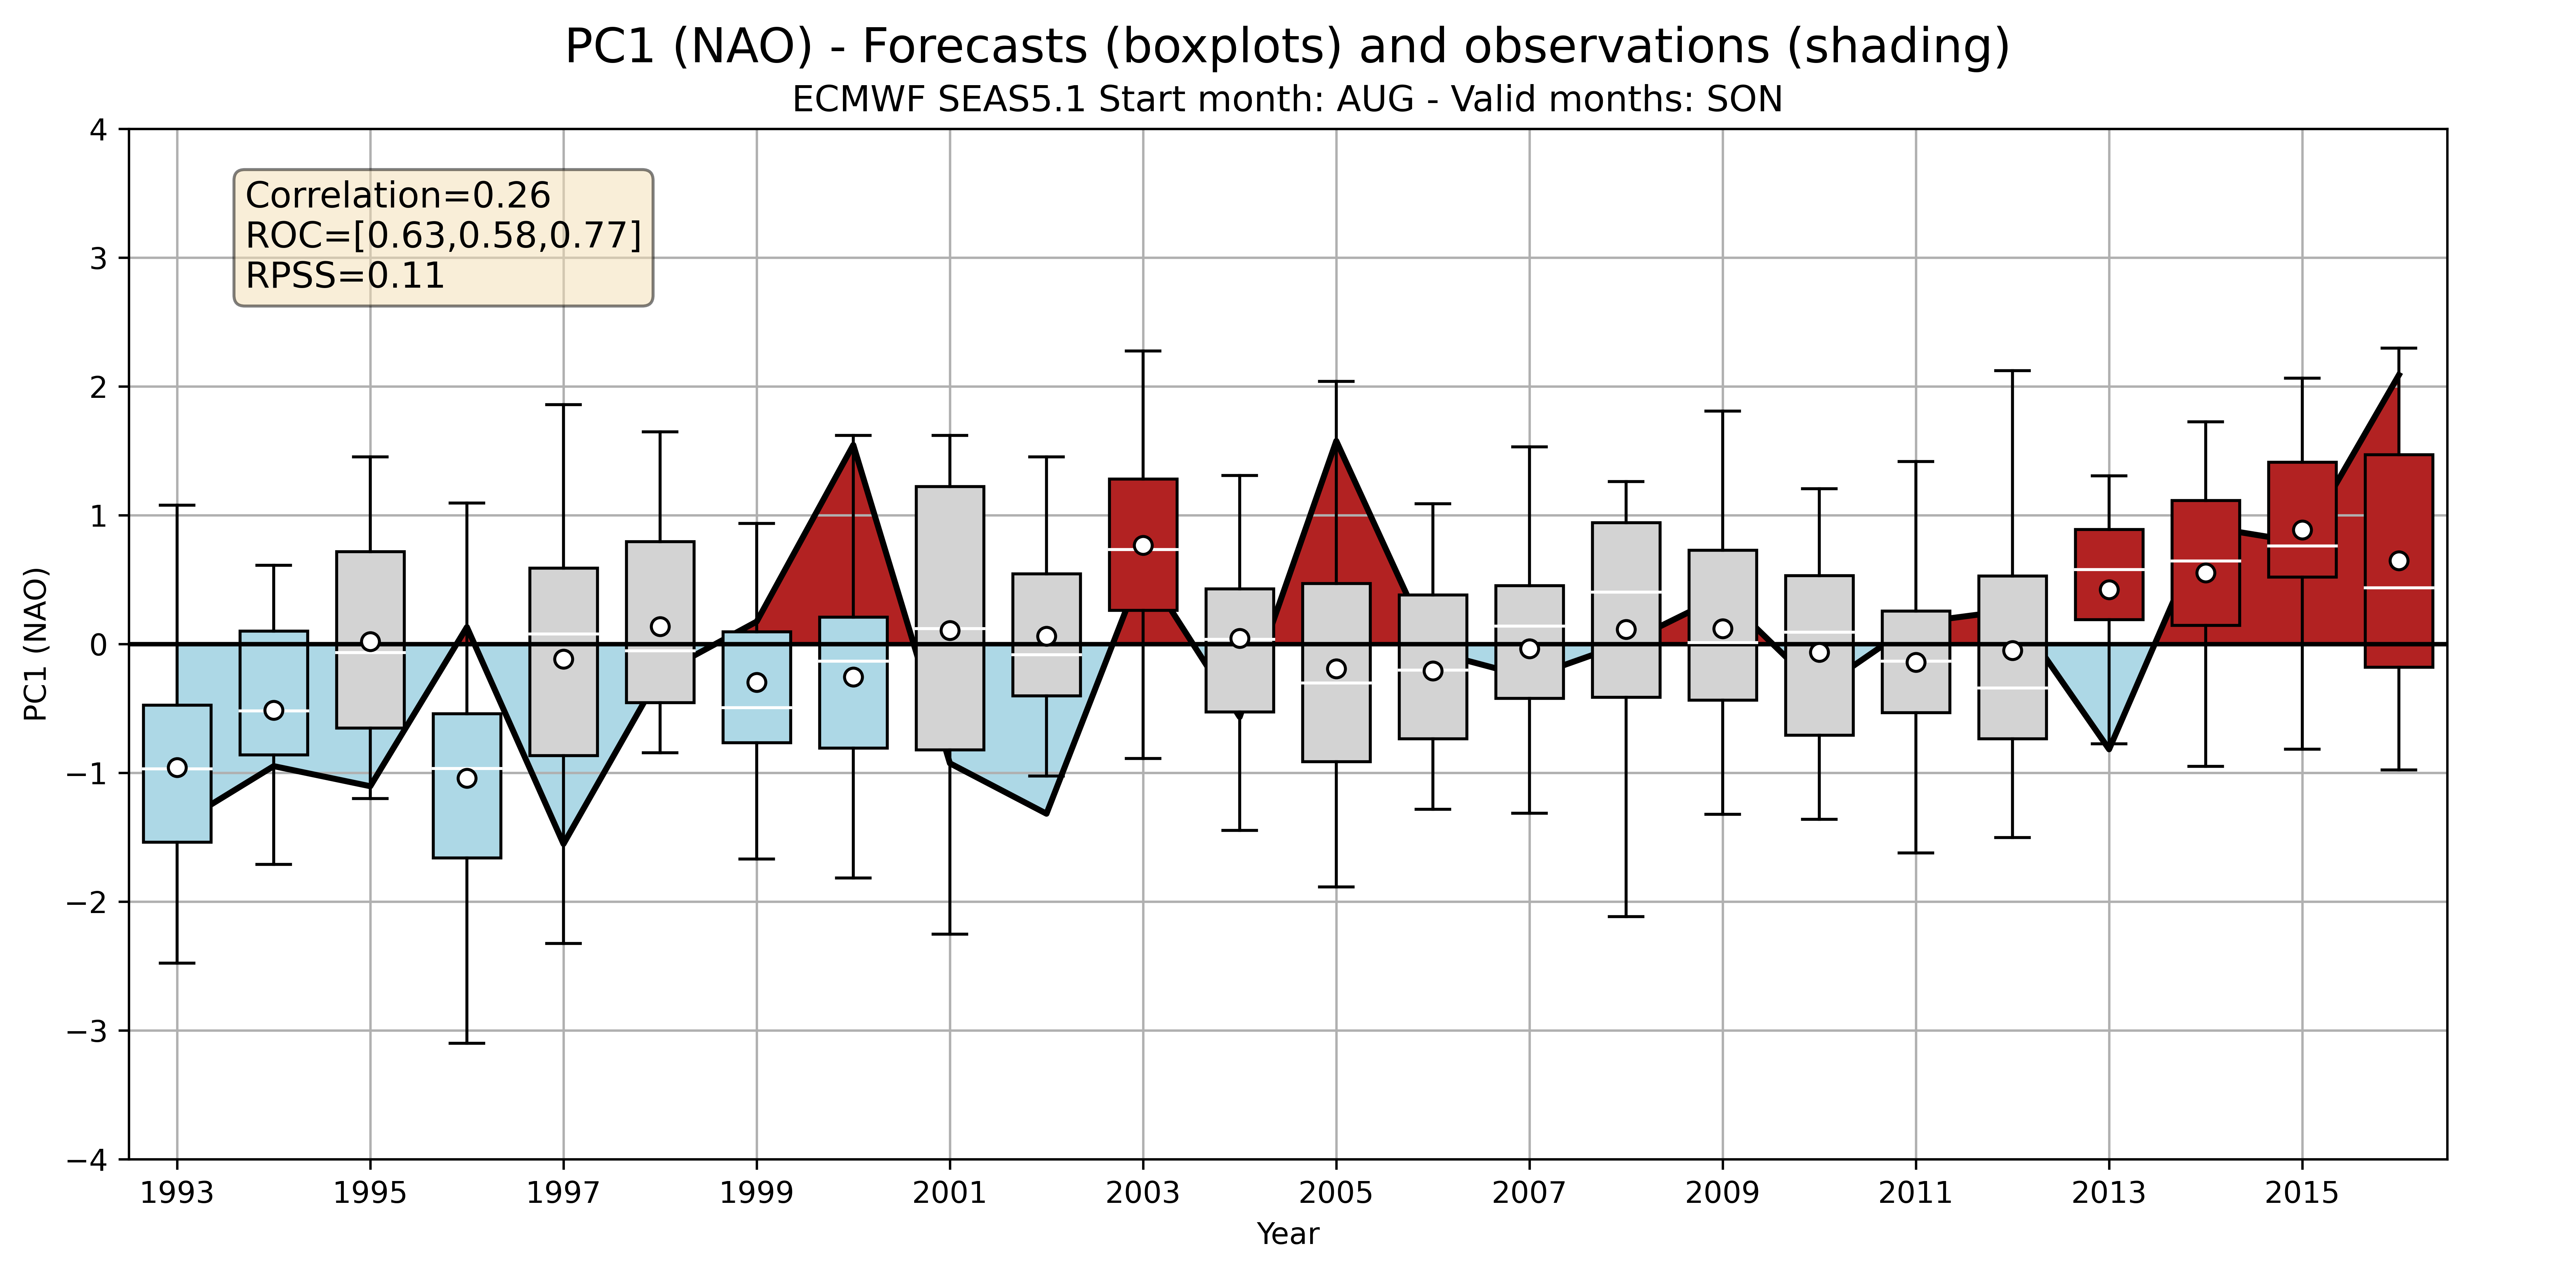 PC1 (NAO) - Forecasts (boxplots) and observations (shading)
ECMWF SEAS5.1 Start month: AUG - Valid months: SON
Correlation=0.26
ROC=[0.63,0.58,0.77]
RPSS=0.11
PC1 (NAO)
4
3
2
1
0
−1
−2
−3
−4
1993 1995 1997 1999 2001 2003 2005 2007 2009 2011 2013 2015
Year